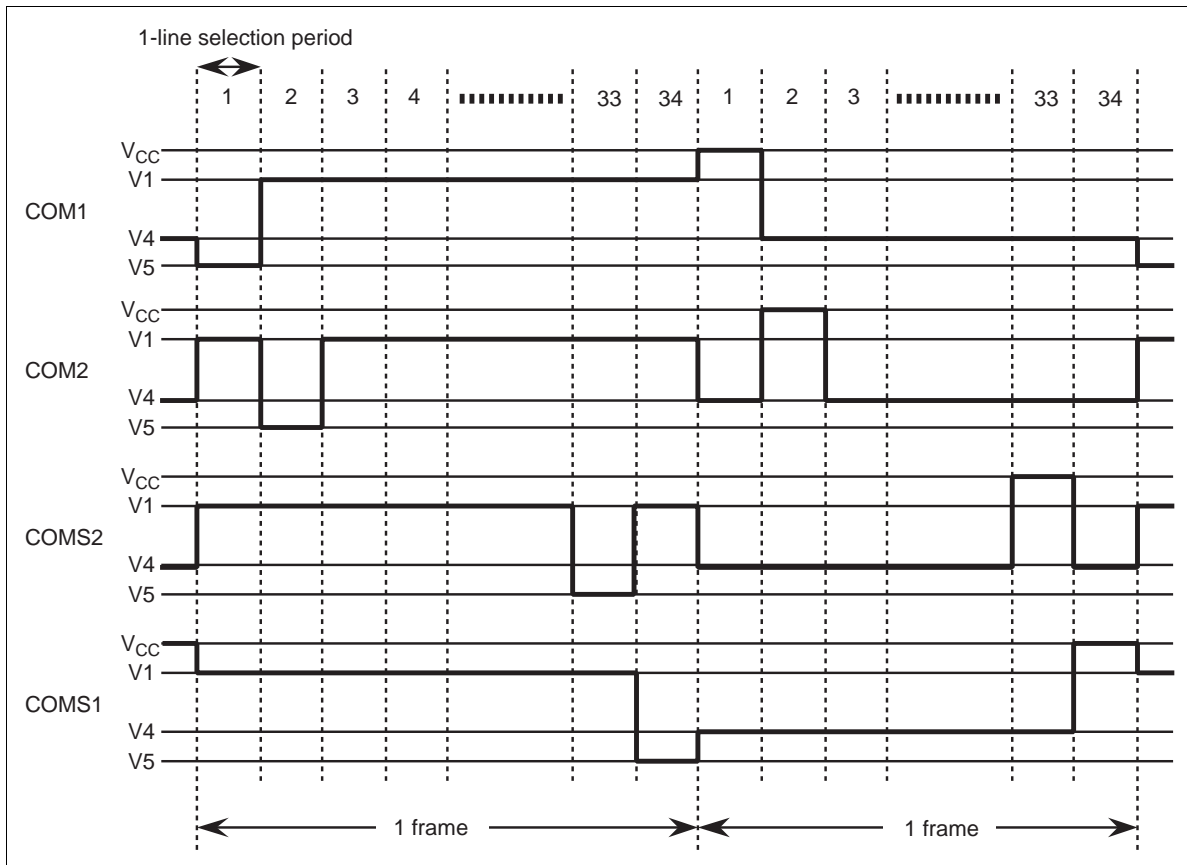 1-line selection period
1 2 3 4 33 34 1 2 3 33 34
VCC
V1
COM1
V4
V5
VCC
V1
COM2
V4
V5
VCC
V1
COMS2
V4
V5
VCC
V1
COMS1
V4
V5
1 frame 1 frame